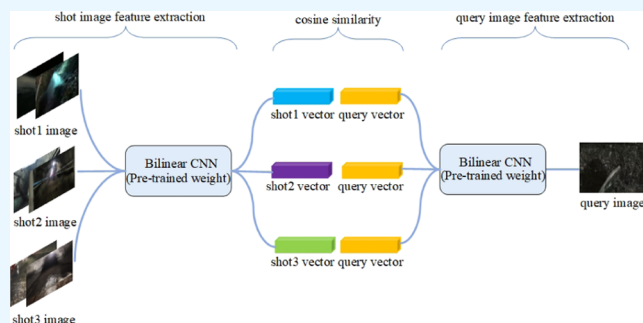 shot image feature extraction
cosine similarity
query image feature extraction
shot1 image
shot2 image
shot3 image
Bilinear CNN
(Pre-trained weight)
shot1 vector
query vector
shot2 vector
query vector
shot3 vector
query vector
Bilinear CNN
(Pre-trained weight)
query image